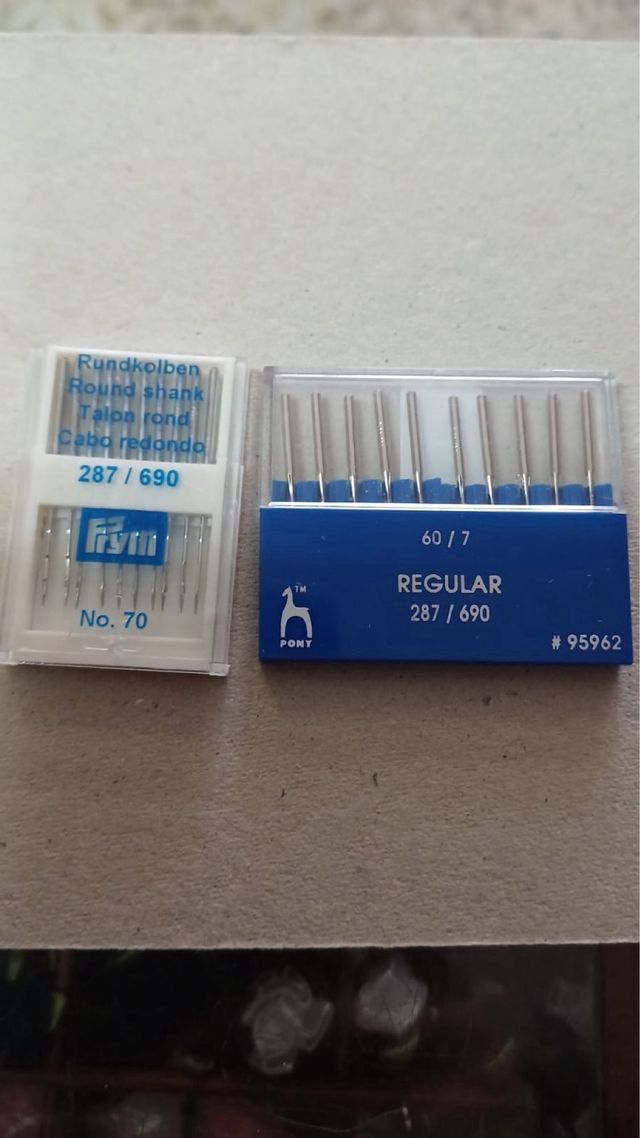 Rundkolben
Round shank
Talon rond
Cabo redondo
287 / 690
Prym
No. 70
60 / 7
REGULAR
287 / 690
TM
PONY
# 95962